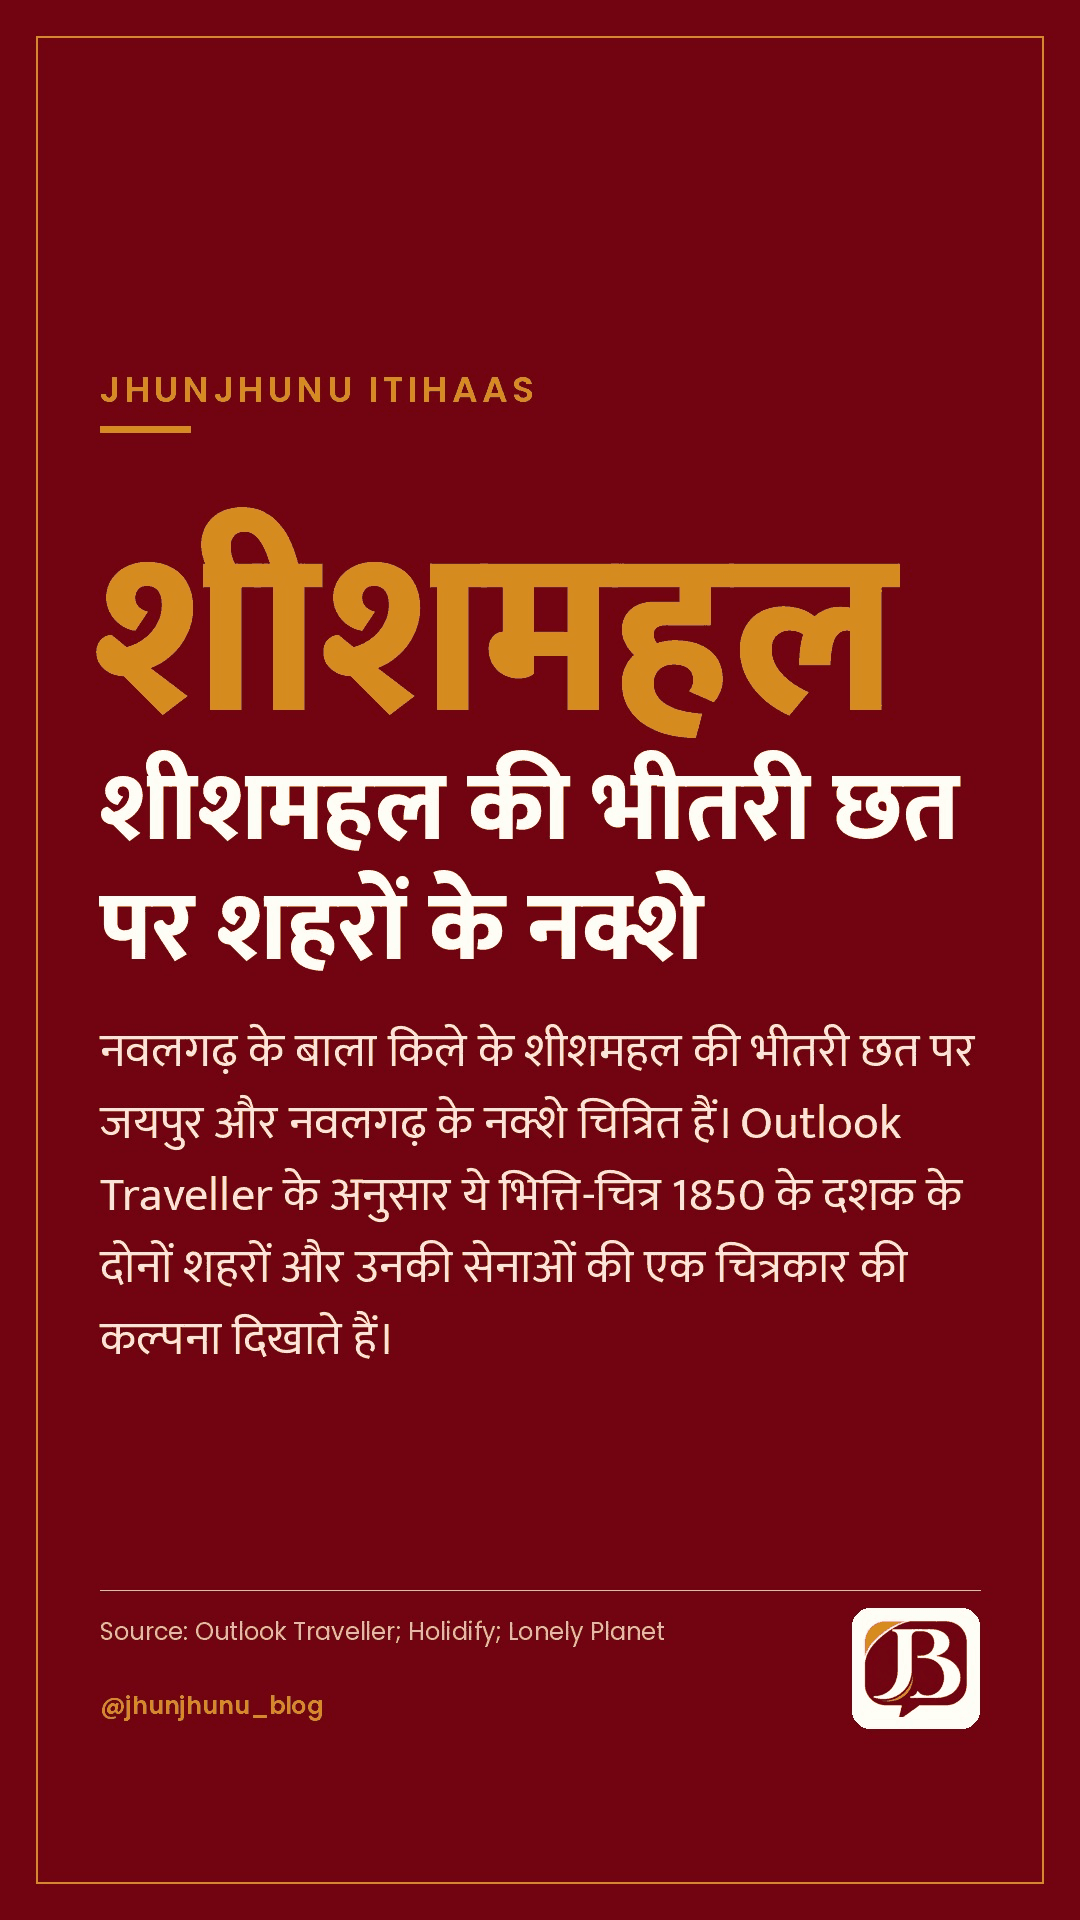 JHUNJHUNU ITIHAAS
शीशमहल
शीशमहल की भीतरी छत
पर शहरों के नक्शे
नवलगढ़ के बाला किले के शीशमहल की भीतरी छत पर
जयपुर और नवलगढ़ के नक्शे चित्रित हैं। Outlook
Traveller के अनुसार ये भित्ति-चित्र 1850 के दशक के
दोनों शहरों और उनकी सेनाओं की एक चित्रकार की
कल्पना दिखाते हैं।
Source: Outlook Traveller; Holidify; Lonely Planet
@jhunjhunu_blog
JB